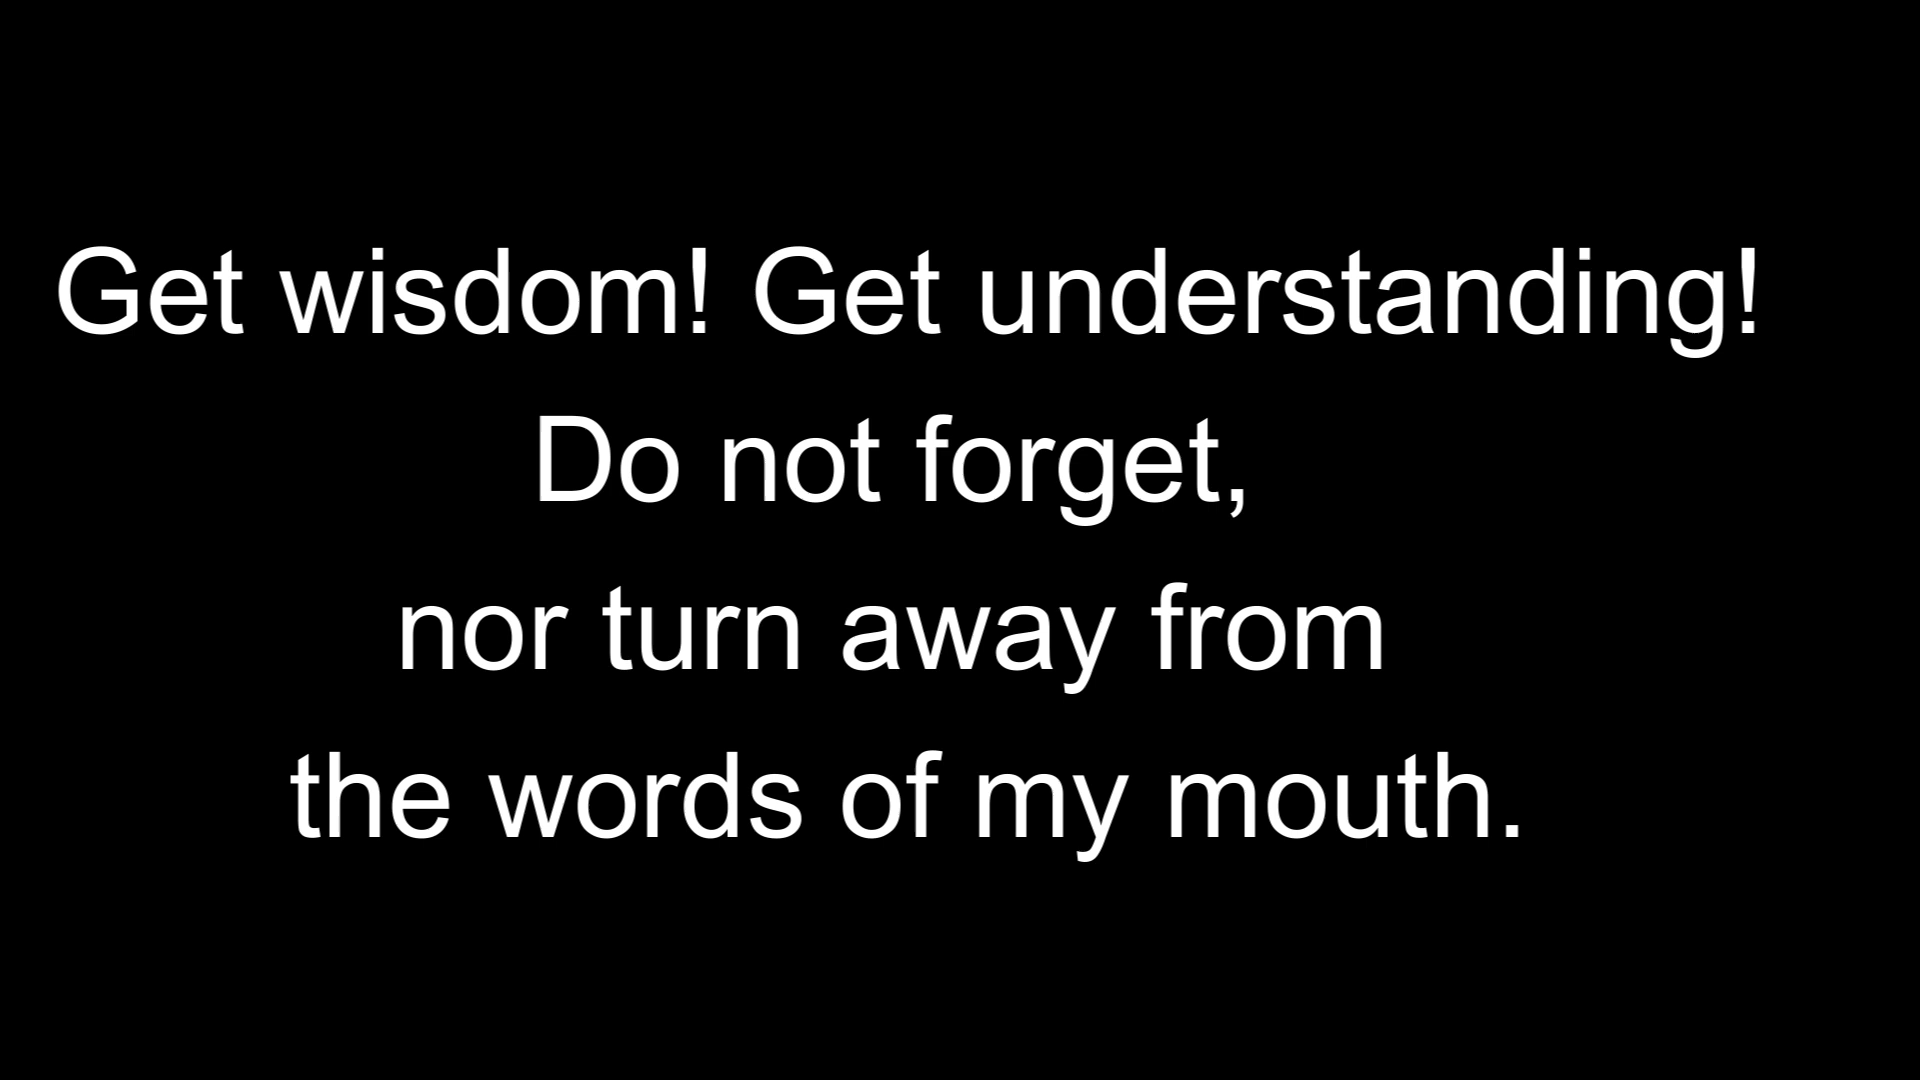 Get wisdom! Get understanding!
Do not forget,
nor turn away from
the words of my mouth.